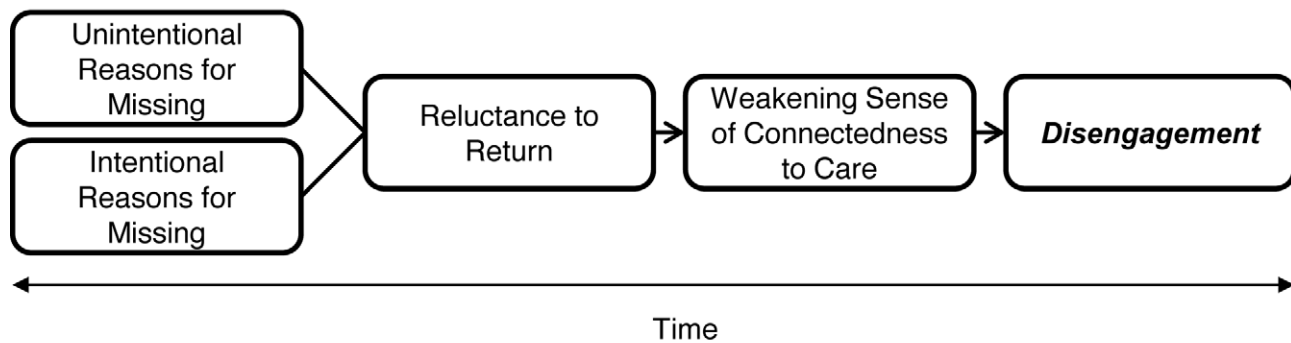 Unintentional
Reasons for
Missing
Intentional
Reasons for
Missing
Reluctance to
Return
Weakening Sense
of Connectedness
to Care
Disengagement
Time